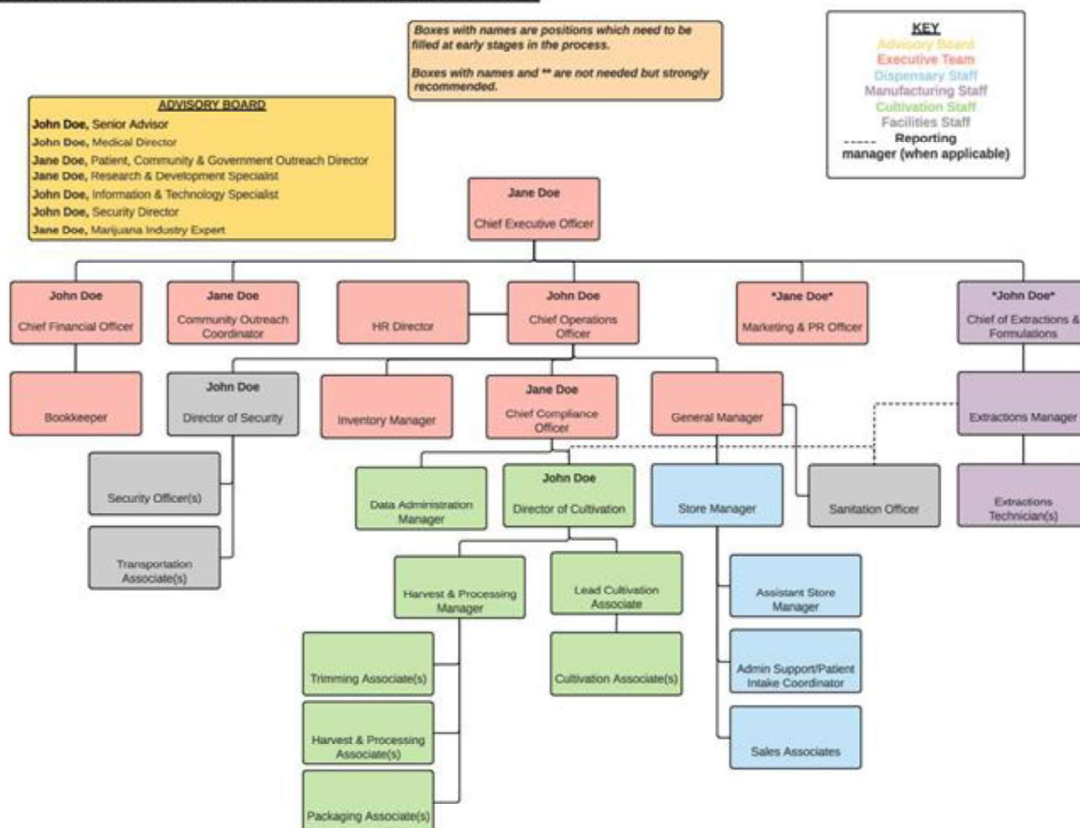 Boxes with names are positions which need to be
filled at early stages in the process.
Boxes with names and ** are not needed but strongly
recommended.
KEY
Advisory Board
Executive Team
Dispensary Staff
Manufacturing Staff
Cultivation Staff
Facilities Staff
----- Reporting
manager (when applicable)
ADVISORY BOARD
John Doe, Senior Advisor
John Doe, Medical Director
Jane Doe, Patient, Community & Government Outreach Director
Jane Doe, Research & Development Specialist
John Doe, Information & Technology Specialist
John Doe, Security Director
Jane Doe, Marijuana Industry Expert
Jane Doe
Chief Executive Officer
John Doe
Chief Financial Officer
Jane Doe
Community Outreach
Coordinator
HR Director
John Doe
Chief Operations
Officer
*Jane Doe*
Marketing & PR Officer
*John Doe*
Chief of Extractions &
Formulations
Bookkeeper
John Doe
Director of Security
Inventory Manager
Jane Doe
Chief Compliance
Officer
General Manager
Extractions Manager
Security Officer(s)
Data Administration
Manager
John Doe
Director of Cultivation
Store Manager
Sanitation Officer
Extractions
Technician(s)
Transportation
Associate(s)
Harvest & Processing
Manager
Lead Cultivation
Associate
Assistant Store
Manager
Trimming Associate(s)
Cultivation Associate(s)
Admin Support/Patient
Intake Coordinator
Harvest & Processing
Associate(s)
Sales Associates
Packaging Associate(s)